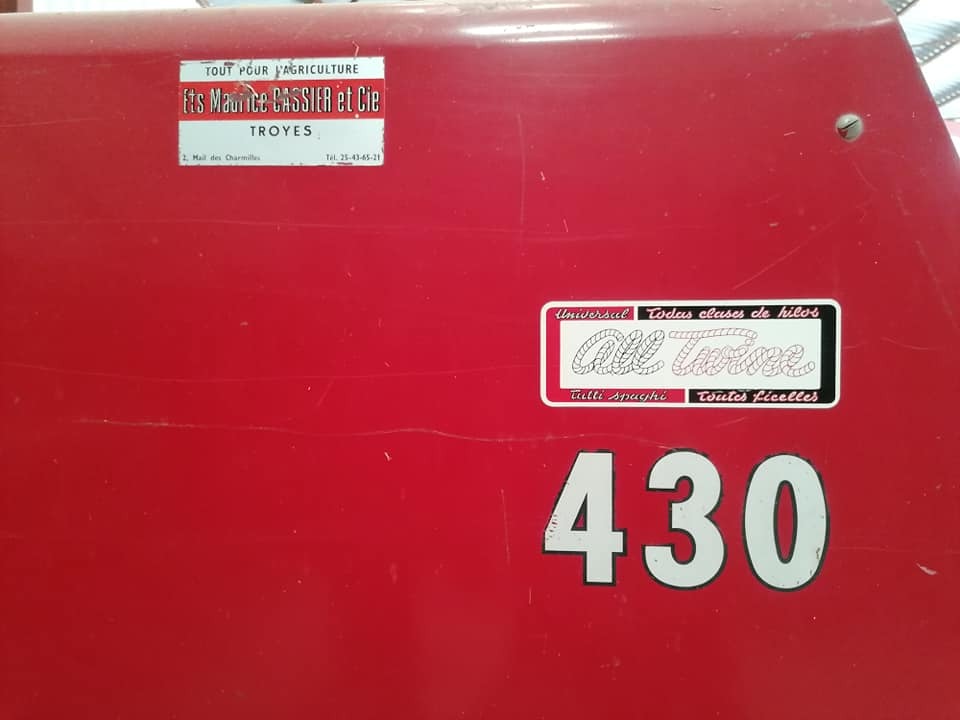 TOUT POUR L'AGRICULTURE
Ets Maurice CASSIER et Cie
TROYES
2, Mail des Charmilles Tél. 25-43-65-21
Universal Todas clases de hilos
All Twine
Tutti spaghi Toutes ficelles
430